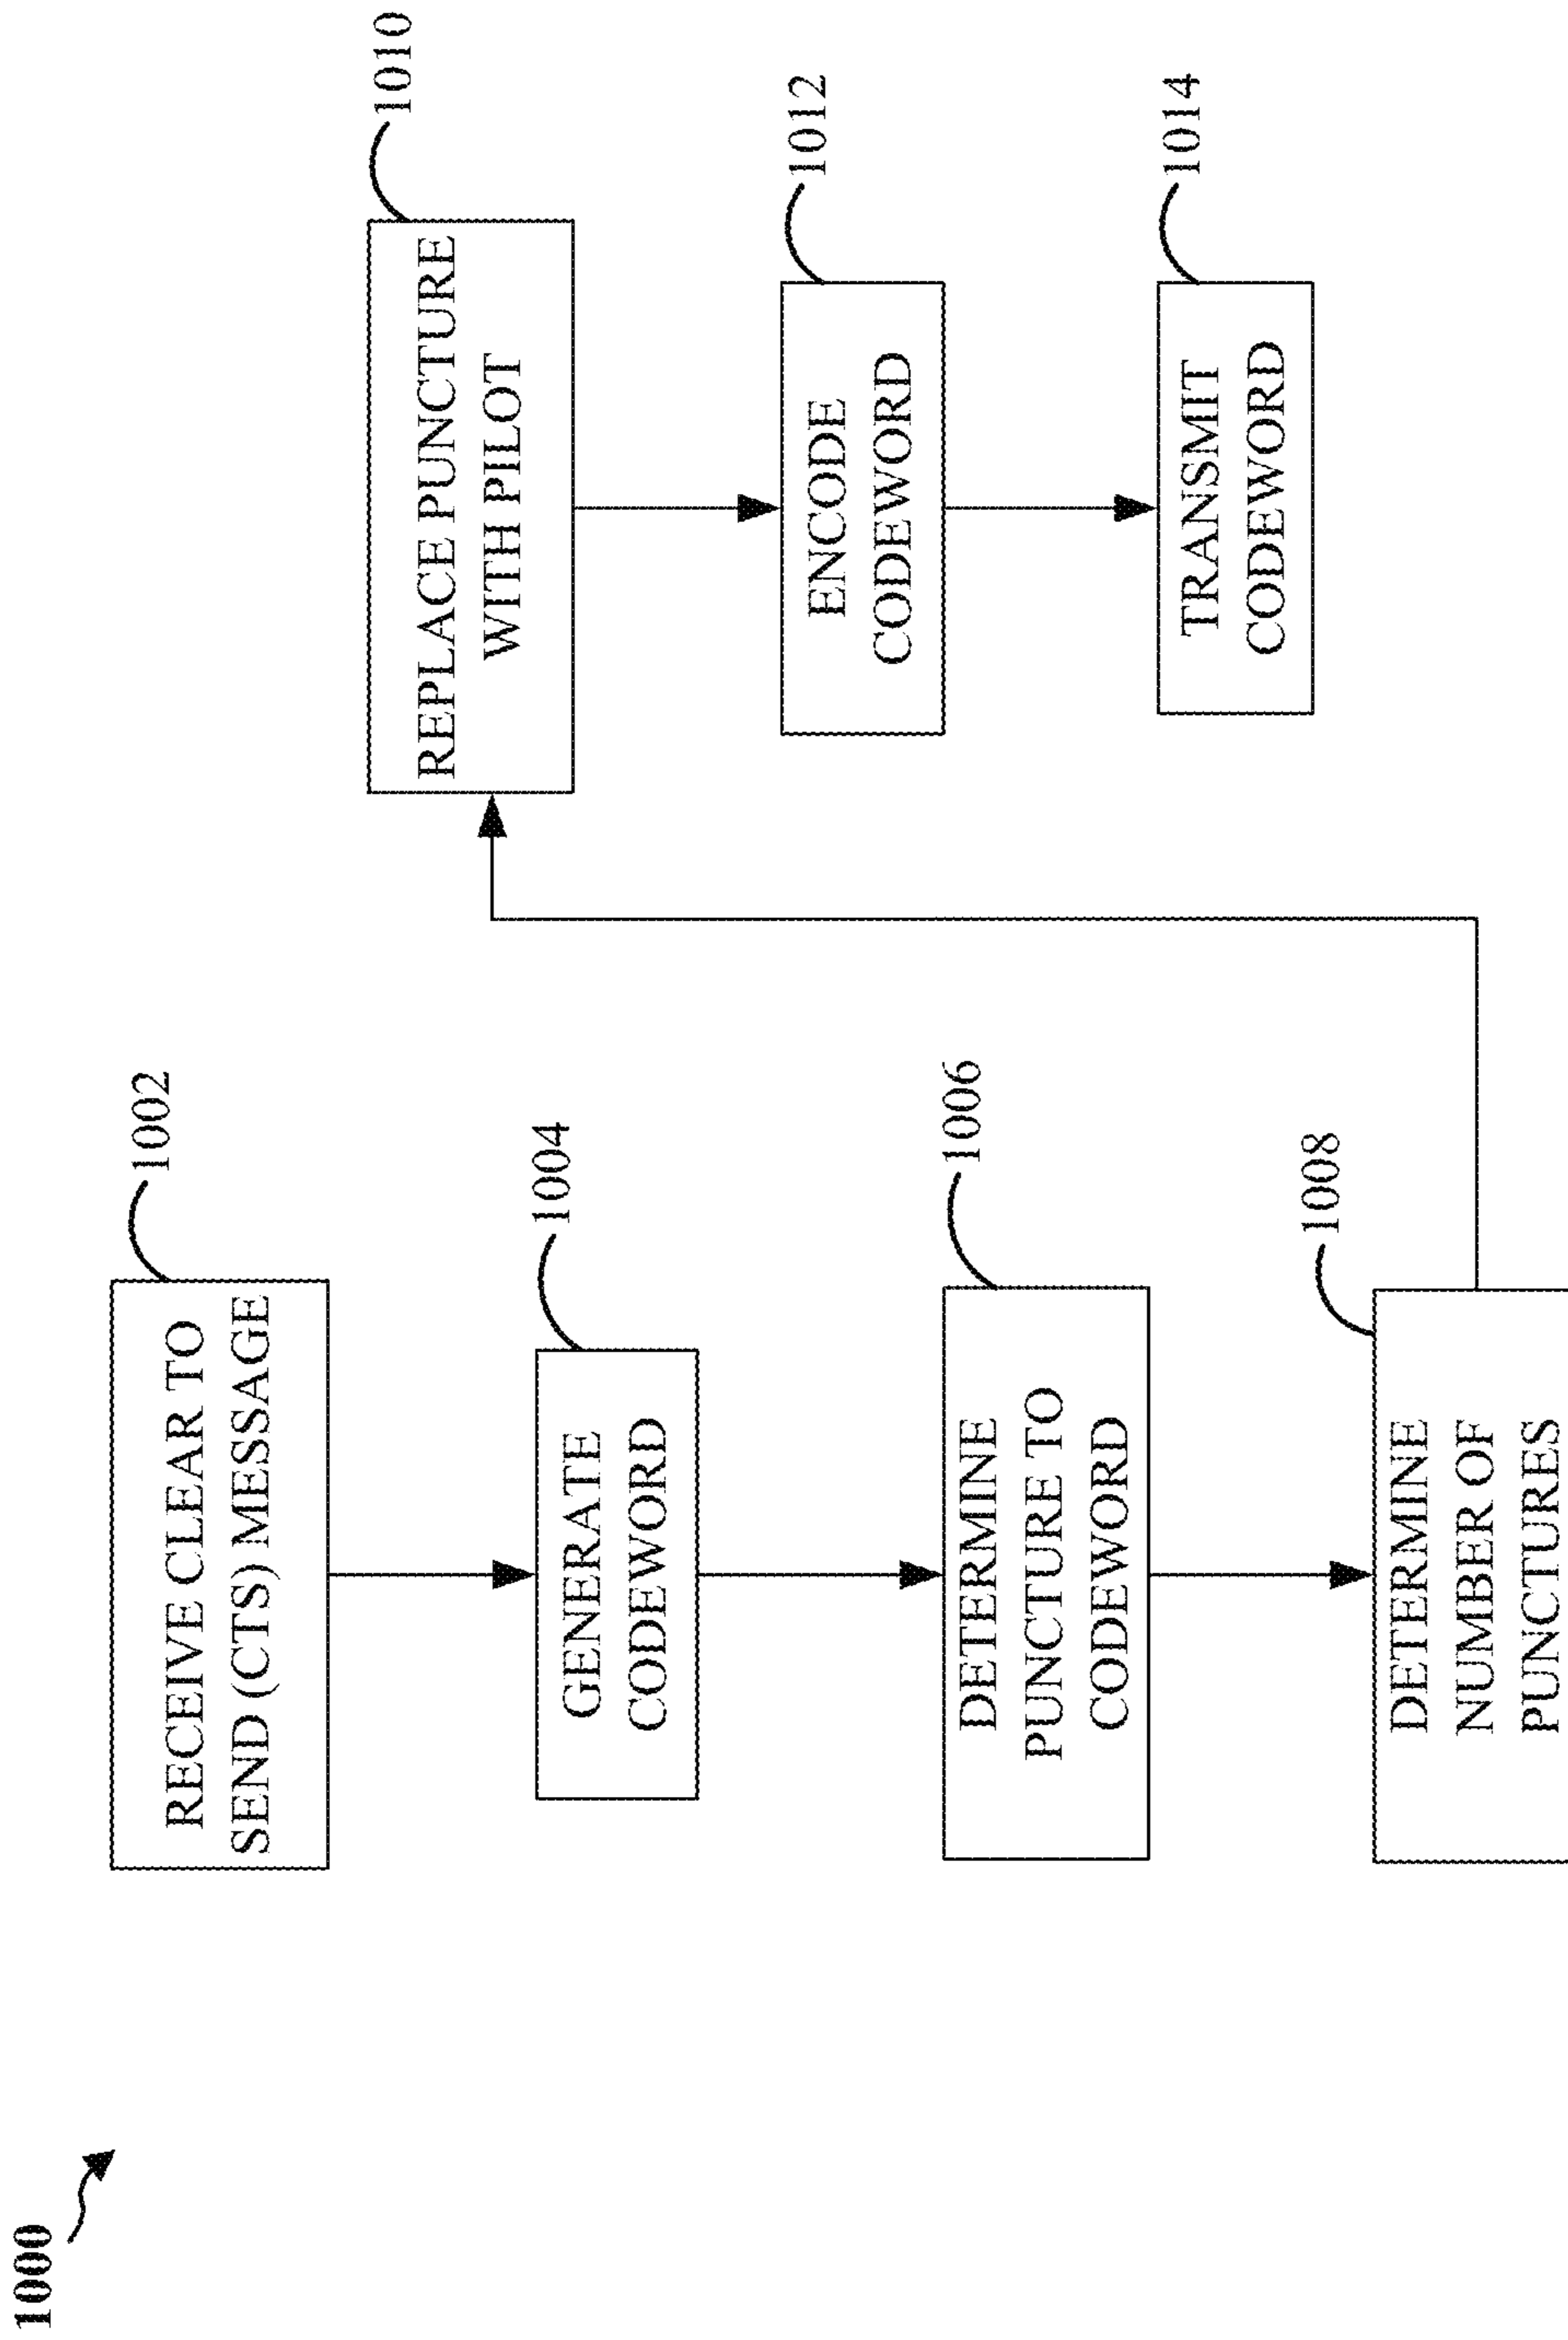 1000
RECEIVE CLEAR TO
SEND (CTS) MESSAGE
1002
GENERATE
CODEWORD
1004
DETERMINE
PUNCTURE TO
CODEWORD
1006
DETERMINE
NUMBER OF
PUNCTURES
1008
REPLACE PUNCTURE
WITH PILOT
1010
ENCODE
CODEWORD
1012
TRANSMIT
CODEWORD
1014